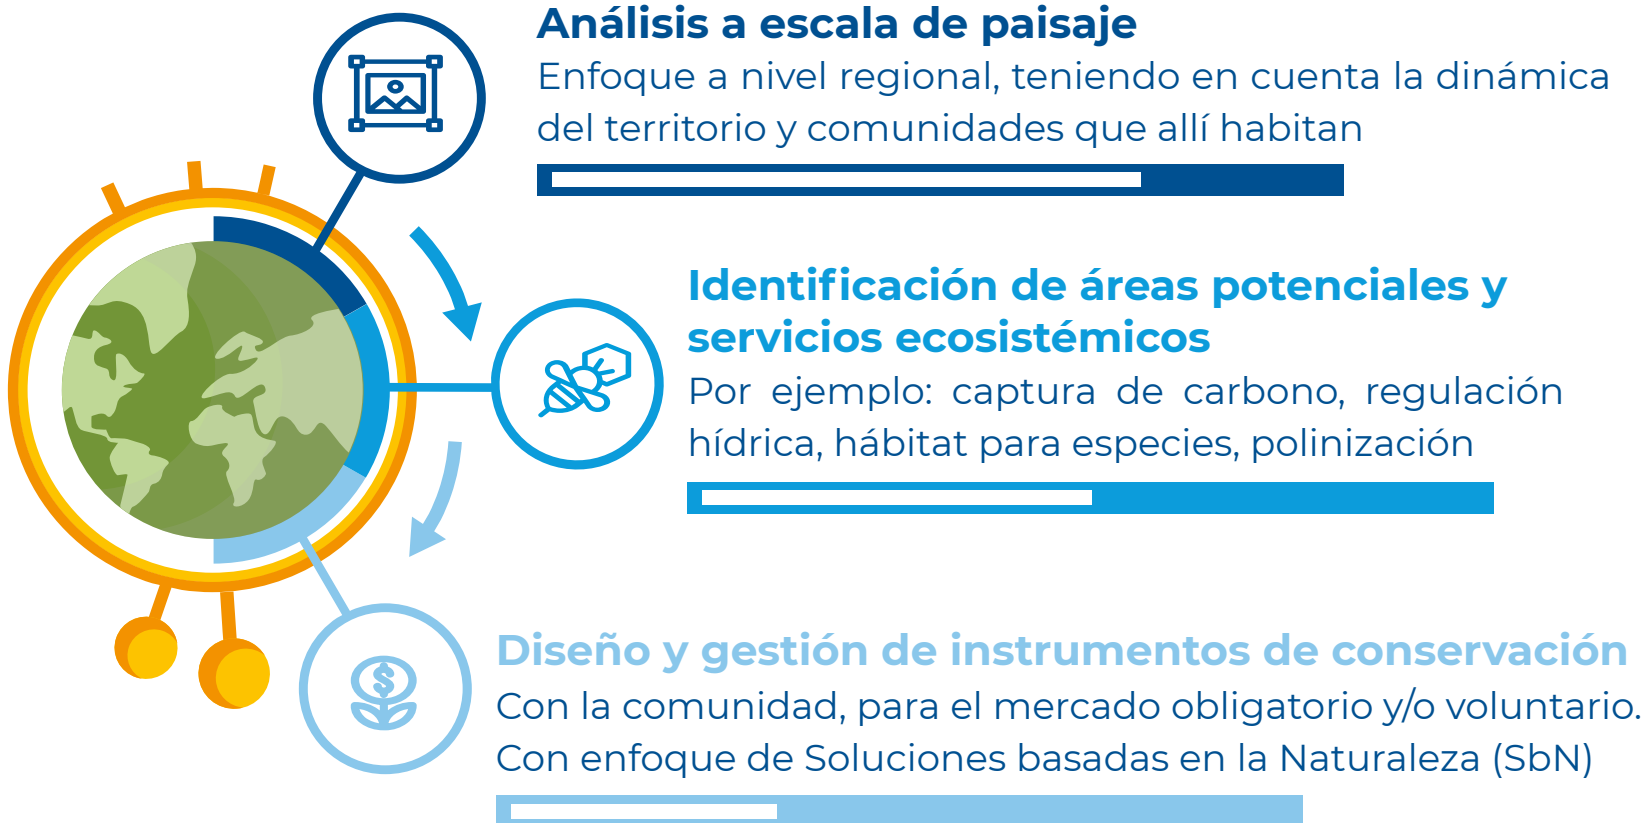 Análisis a escala de paisaje
Enfoque a nivel regional, teniendo en cuenta la dinámica
del territorio y comunidades que allí habitan
Identificación de áreas potenciales y
servicios ecosistémicos
Por ejemplo: captura de carbono, regulación
hídrica, hábitat para especies, polinización
$
Diseño y gestión de instrumentos de conservación
Con la comunidad, para el mercado obligatorio y/o voluntario.
Con enfoque de Soluciones basadas en la Naturaleza (SbN)